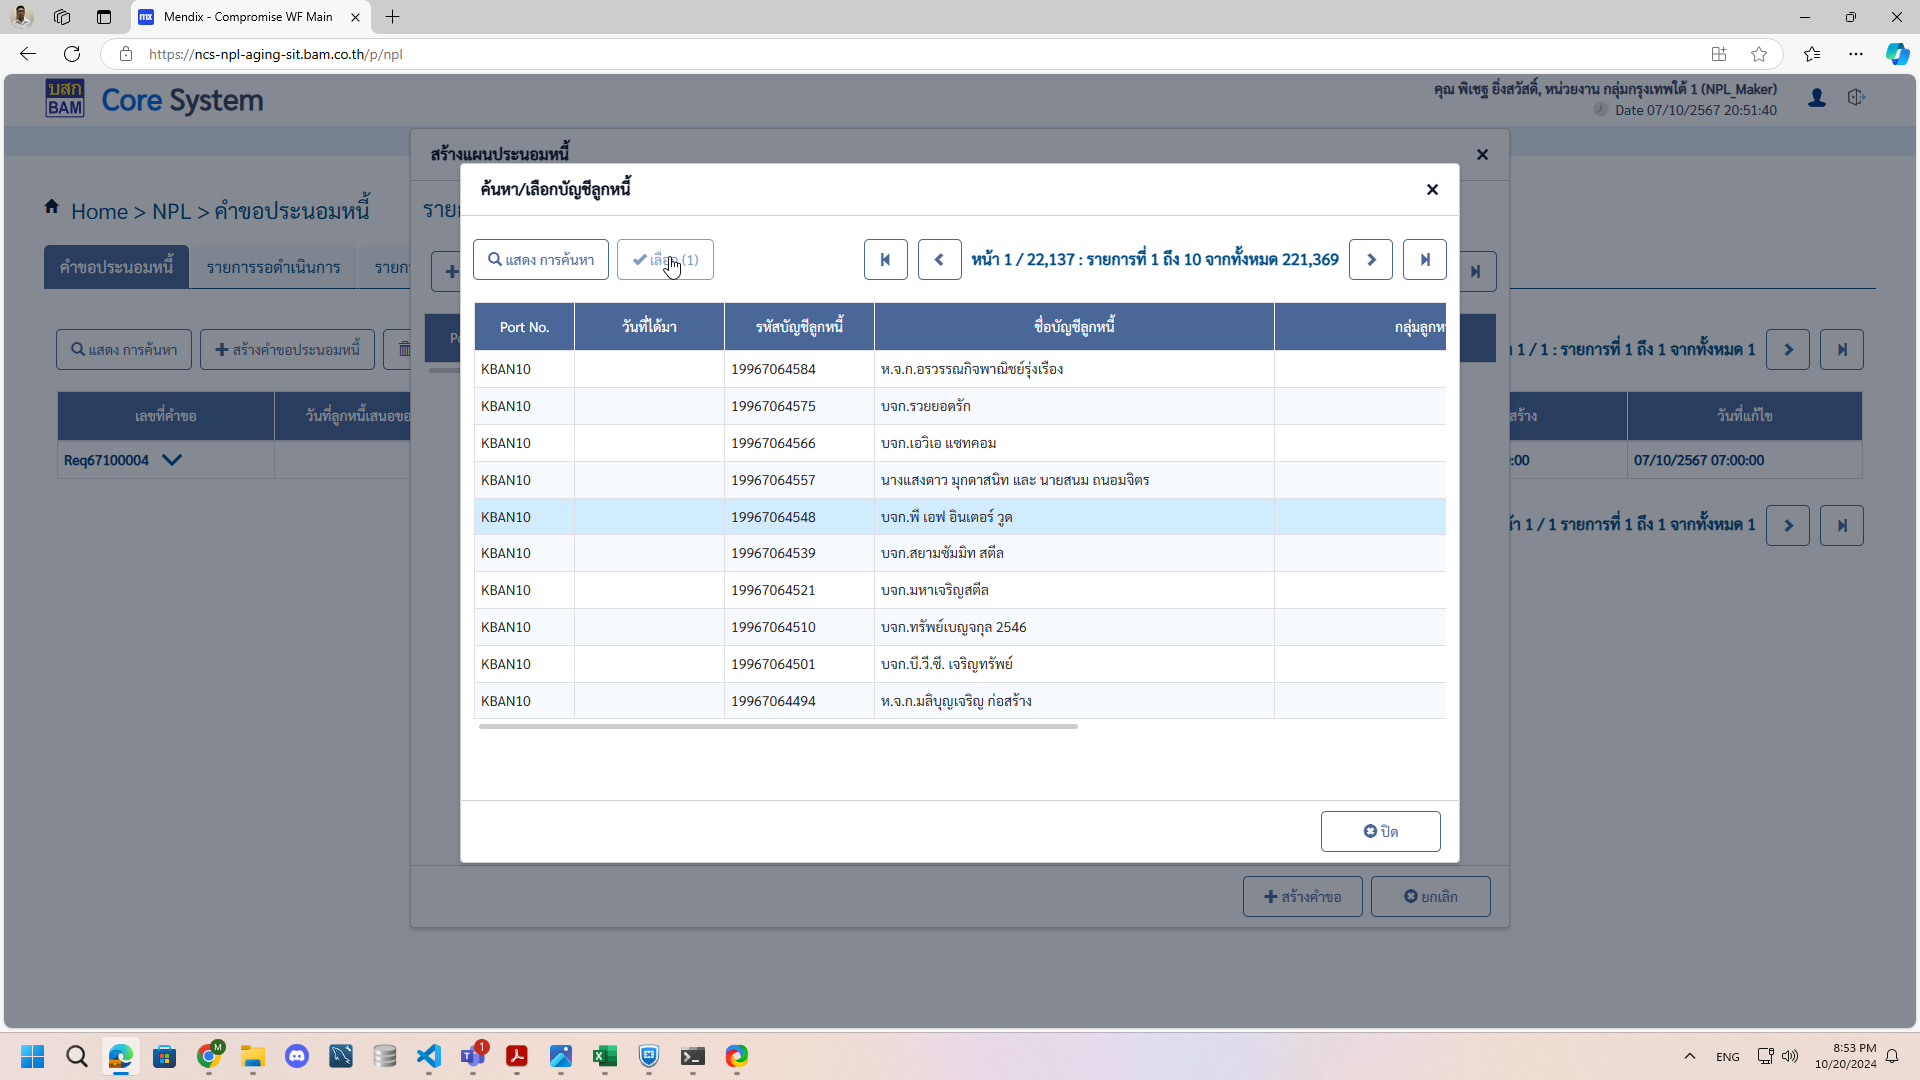 Mendix - Compromise WF Main
https://ncs-npl-aging-sit.bam.co.th/p/npl
บสก
BAM
Core System
คุณ พิเชฐ ยิ่งสวัสดิ์, หน่วยงาน กลุ่มกรุงเทพใต้ 1 (NPL_Maker)
Date 07/10/2567 20:51:40
สร้างแผนประนอมหนี้
ค้นหา/เลือกบัญชีลูกหนี้
Home > NPL > คำขอประนอมหนี้
คำขอประนอมหนี้ รายการรอดำเนินการ
แสดง การค้นหา (1)
หน้า 1 / 22,137 : รายการที่ 1 ถึง 10 จากทั้งหมด 221,369
Port No. วันที่ได้มา รหัสบัญชีลูกหนี้ ชื่อบัญชีลูกหนี้
KBAN10 19967064584 ห.จ.ก.อรวรรณกิจพาณิชย์รุ่งเรือง
KBAN10 19967064575 บจก.รวยยอดรัก
KBAN10 19967064566 บจก.เอวิเอ แซทคอม
KBAN10 19967064557 นางแสงดาว มุกดาสนิท และ นายสนม ถนอมจิตร
KBAN10 19967064548 บจก.พี เอฟ อินเตอร์ วูด
KBAN10 19967064539 บจก.สยามซัมมิท สตีล
KBAN10 19967064521 บจก.มหาเจริญสตีล
KBAN10 19967064510 บจก.ทรัพย์เบญจกุล 2546
KBAN10 19967064501 บจก.บี.วี.ซี. เจริญทรัพย์
KBAN10 19967064494 ห.จ.ก.มลิบุญเจริญ ก่อสร้าง
ปิด
สร้างคำขอ ยกเลิก
แสดง การค้นหา สร้างคำขอประนอมหนี้
1 / 1 : รายการที่ 1 ถึง 1 จากทั้งหมด 1
เลขที่คำขอ วันที่ลูกหนี้เสนอขอ สร้าง วันที่แก้ไข
Req67100004 :00 07/10/2567 07:00:00
1 / 1 รายการที่ 1 ถึง 1 จากทั้งหมด 1
M
1
ENG
8:53 PM
10/20/2024